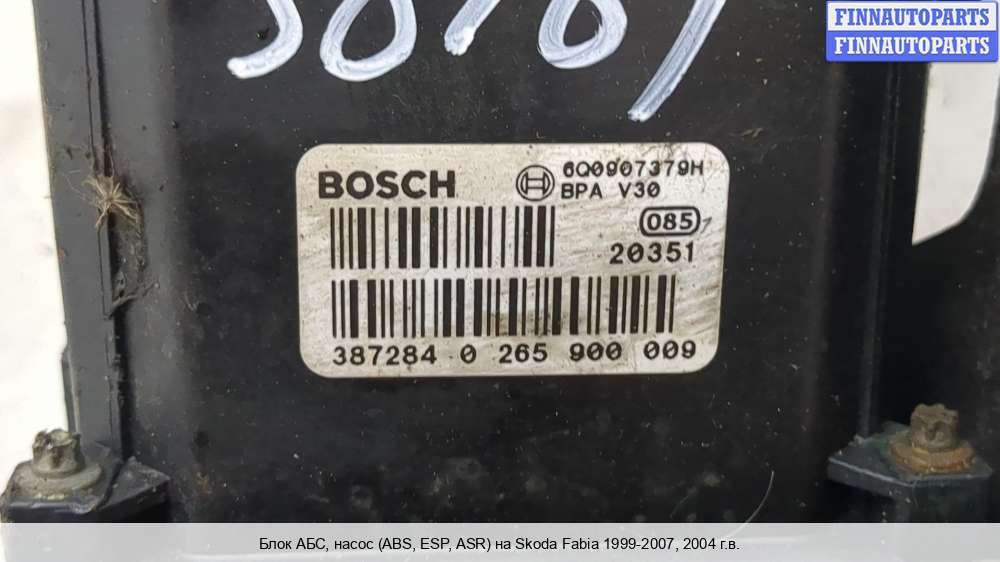 FINNAUTOPARTS
FINNAUTOPARTS
BOSCH
6Q0907379H
BPA V30
085
20351
387284 0 265 900 009
Блок АБС, насос (ABS, ESP, ASR) на Skoda Fabia 1999-2007, 2004 г.в.